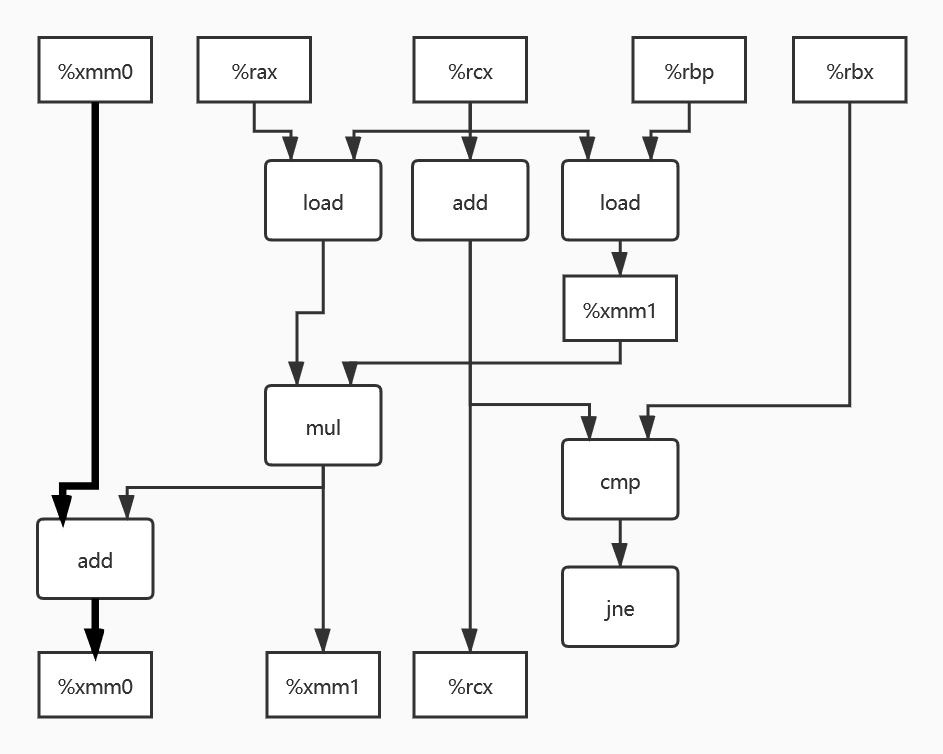 %xmm0
%rax
%rcx
%rbp
%rbx
load
add
load
%xmm1
mul
cmp
add
jne
%xmm0
%xmm1
%rcx